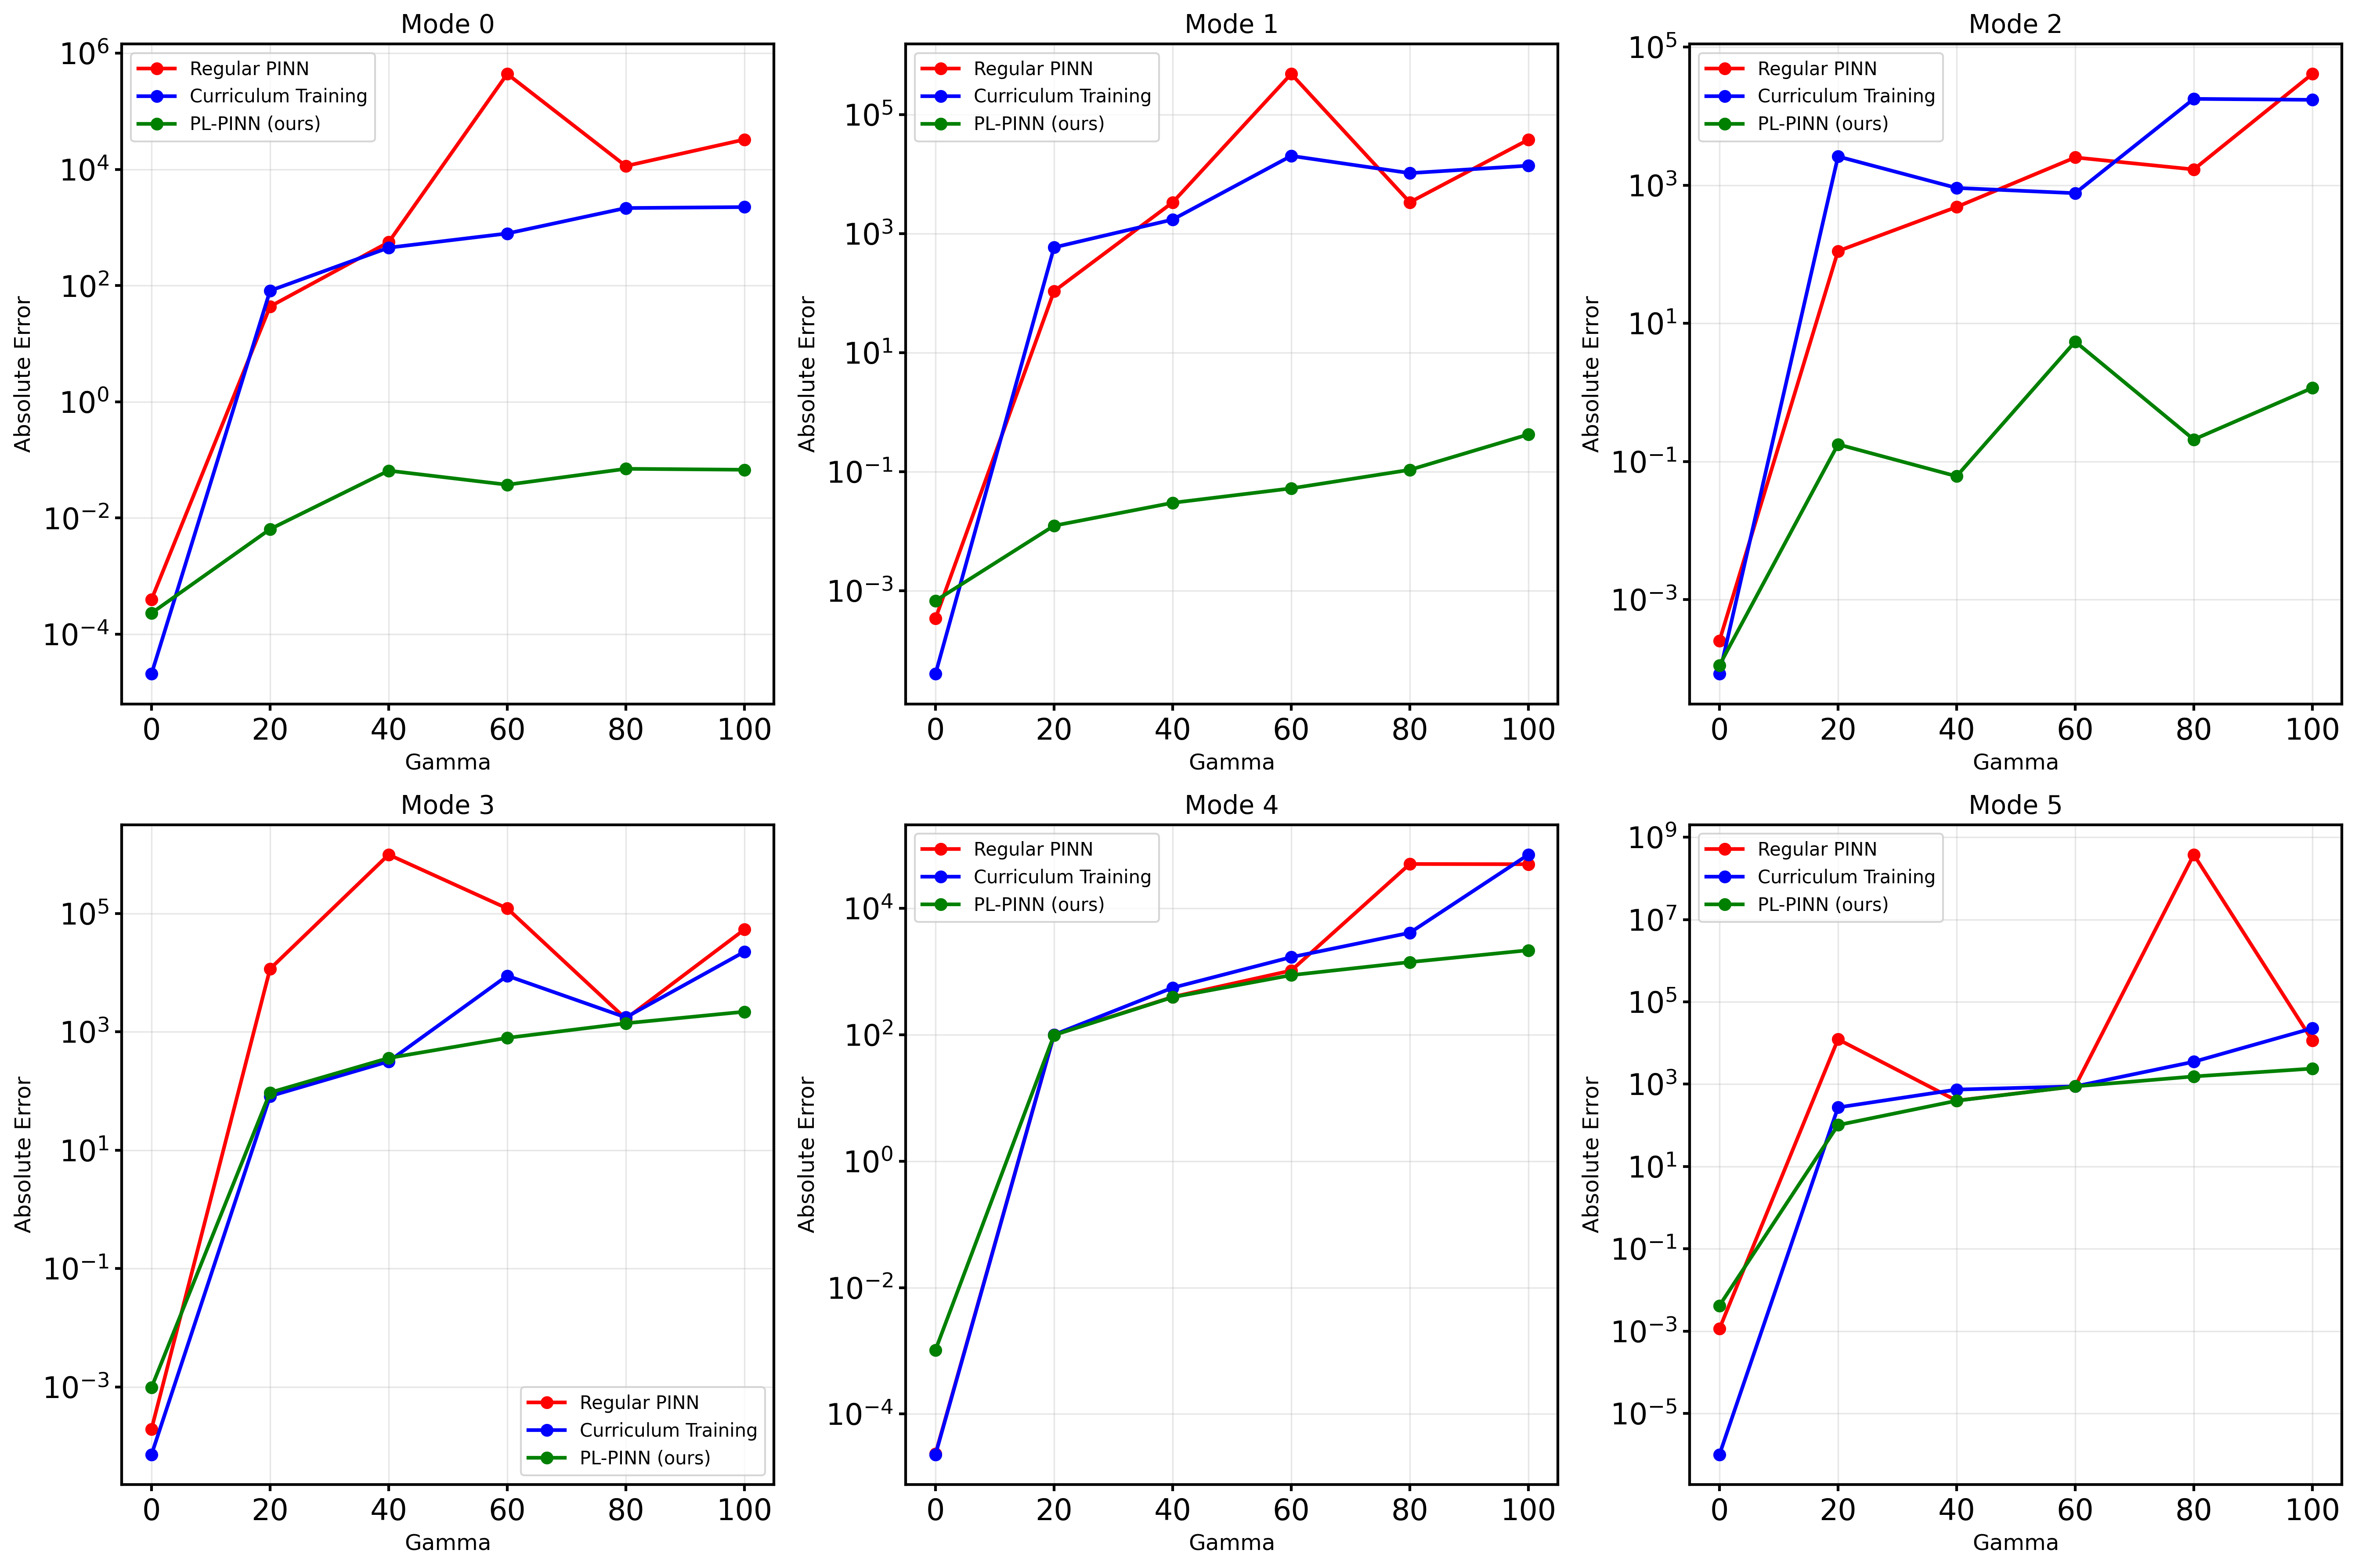 Mode 0
Absolute Error
10^6
10^4
10^2
10^0
10^−2
10^−4
Regular PINN
Curriculum Training
PL-PINN (ours)
0 20 40 60 80 100
Gamma
Mode 1
Absolute Error
10^5
10^3
10^1
10^−1
10^−3
Regular PINN
Curriculum Training
PL-PINN (ours)
0 20 40 60 80 100
Gamma
Mode 2
Absolute Error
10^5
10^3
10^1
10^−1
10^−3
Regular PINN
Curriculum Training
PL-PINN (ours)
0 20 40 60 80 100
Gamma
Mode 3
Absolute Error
10^5
10^3
10^1
10^−1
10^−3
Regular PINN
Curriculum Training
PL-PINN (ours)
0 20 40 60 80 100
Gamma
Mode 4
Absolute Error
10^4
10^2
10^0
10^−2
10^−4
Regular PINN
Curriculum Training
PL-PINN (ours)
0 20 40 60 80 100
Gamma
Mode 5
Absolute Error
10^9
10^7
10^5
10^3
10^1
10^−1
10^−3
10^−5
Regular PINN
Curriculum Training
PL-PINN (ours)
0 20 40 60 80 100
Gamma